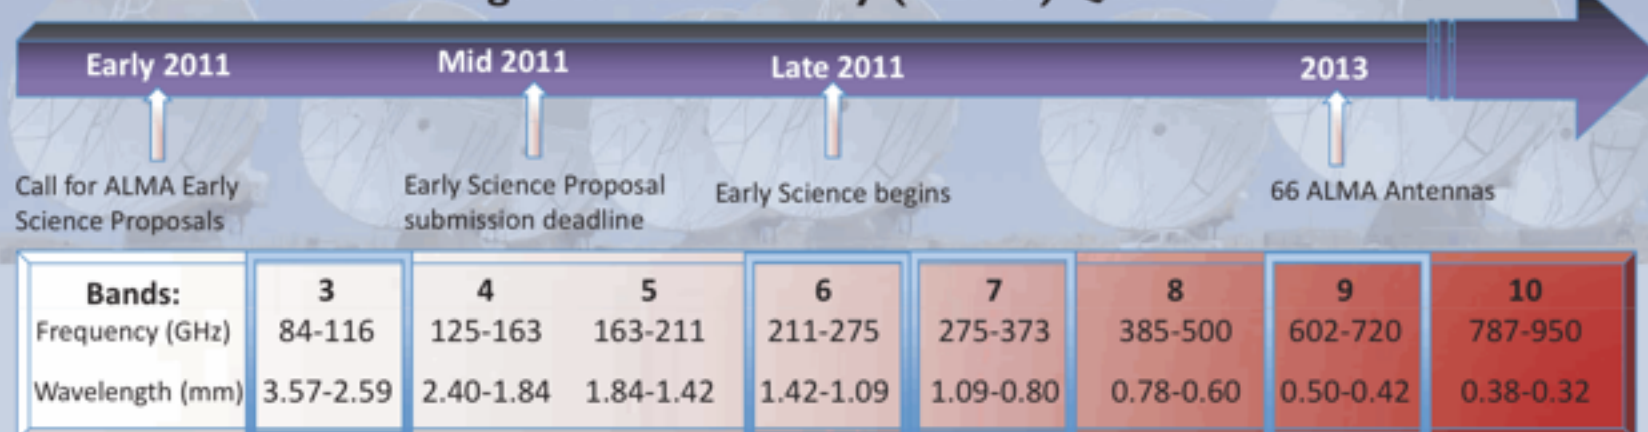 Early 2011 Mid 2011 Late 2011 2013
Call for ALMA Early
Science Proposals
Early Science Proposal
submission deadline
Early Science begins
66 ALMA Antennas
Bands: 3 4 5 6 7 8 9 10
Frequency (GHz) 84-116 125-163 163-211 211-275 275-373 385-500 602-720 787-950
Wavelength (mm) 3.57-2.59 2.40-1.84 1.84-1.42 1.42-1.09 1.09-0.80 0.78-0.60 0.50-0.42 0.38-0.32